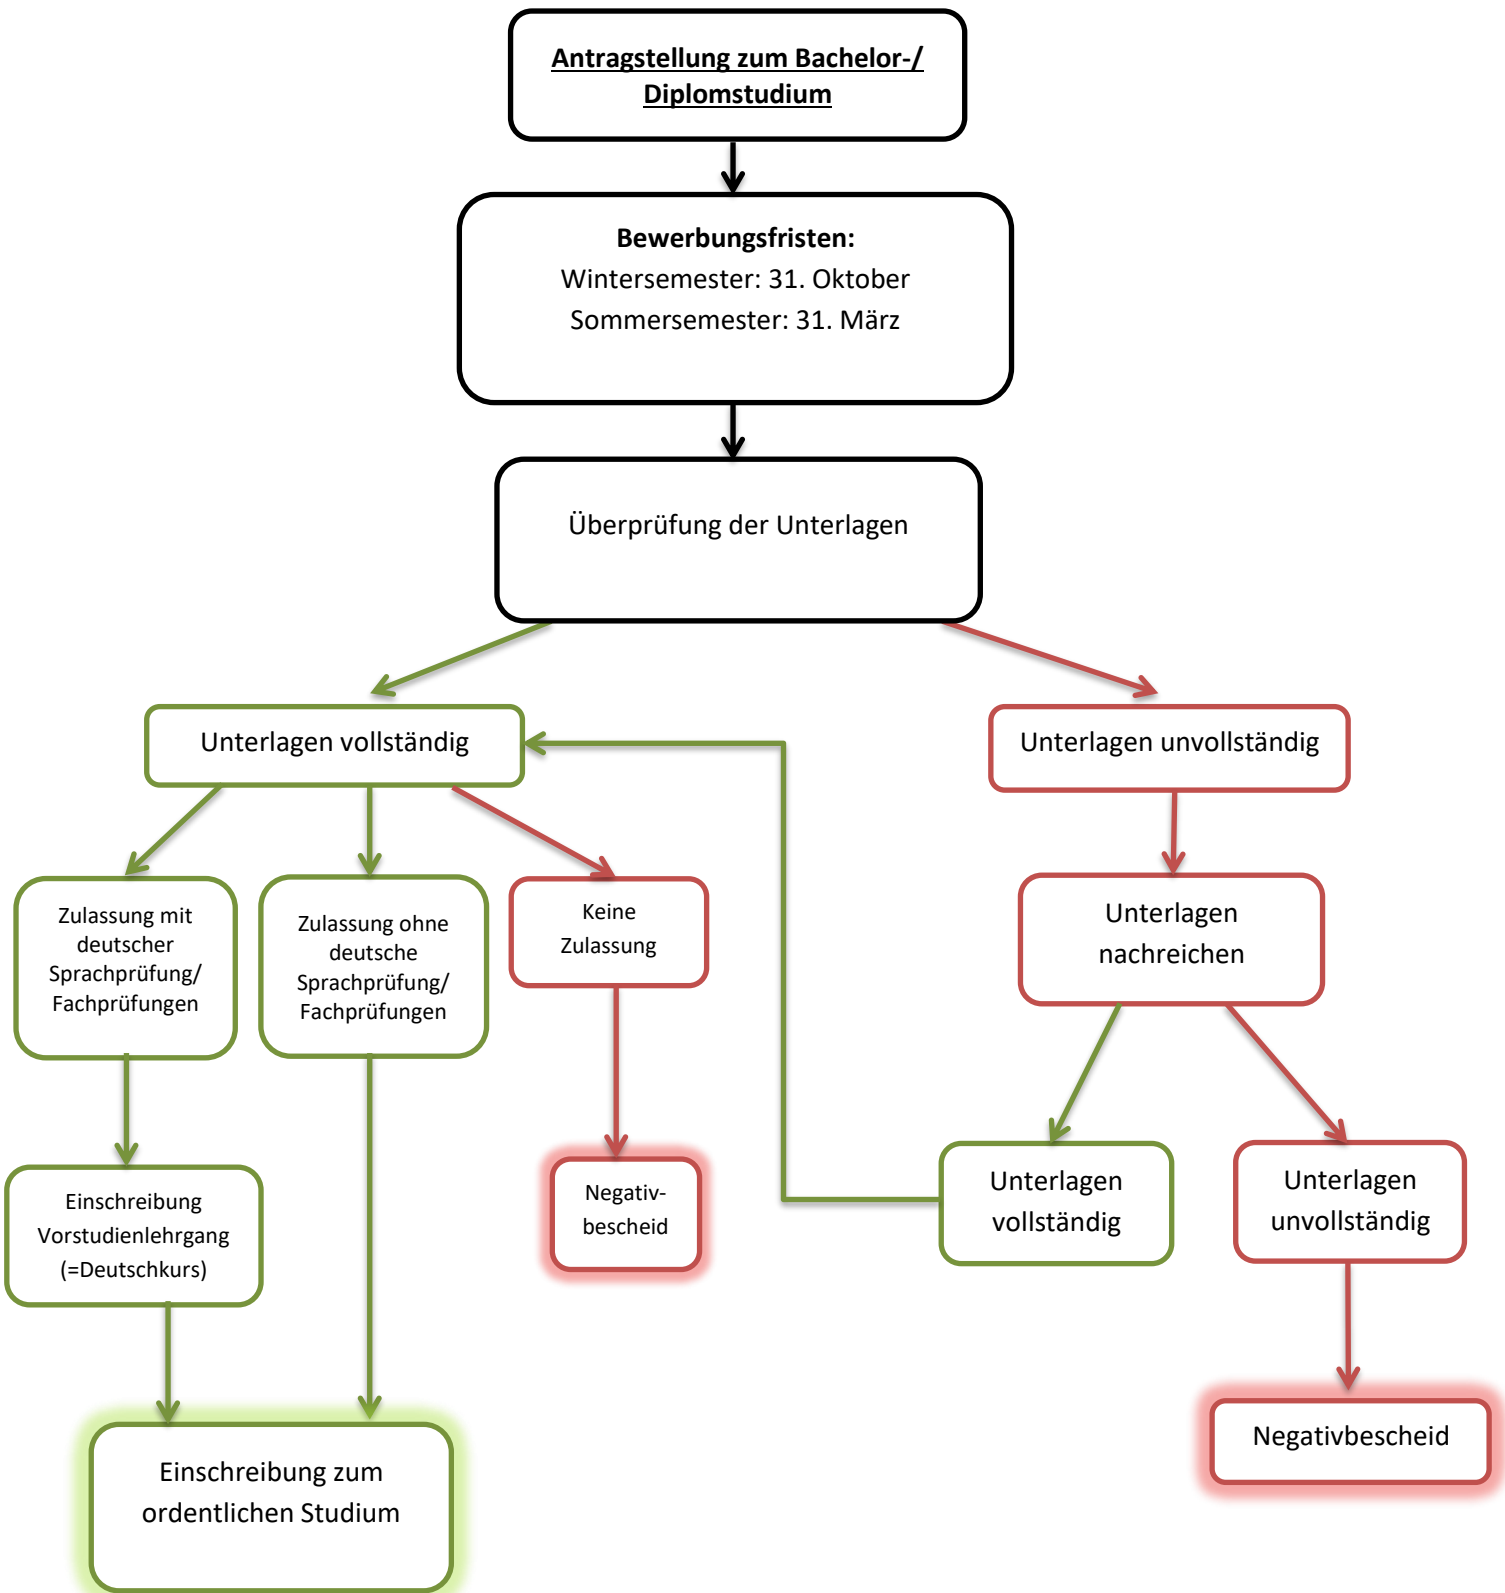 Antragstellung zum Bachelor-/
Diplomstudium
Bewerbungsfristen:
Wintersemester: 31. Oktober
Sommersemester: 31. März
Überprüfung der Unterlagen
Unterlagen vollständig
Unterlagen unvollständig
Zulassung mit
deutscher
Sprachprüfung/
Fachprüfungen
Zulassung ohne
deutsche
Sprachprüfung/
Fachprüfungen
Keine
Zulassung
Unterlagen
nachreichen
Einschreibung
Vorstudienlehrgang
(=Deutschkurs)
Negativ-
bescheid
Unterlagen
vollständig
Unterlagen
unvollständig
Einschreibung zum
ordentlichen Studium
Negativbescheid